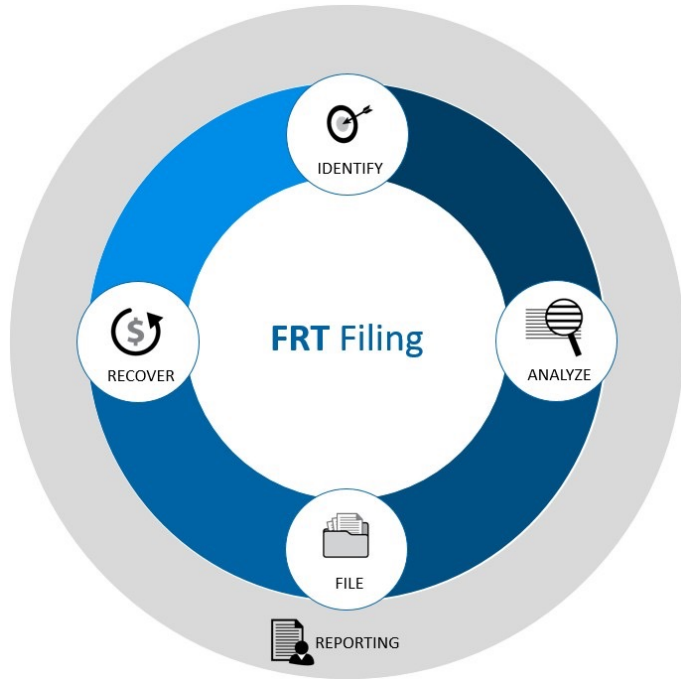 IDENTIFY
RECOVER
FRT Filing
ANALYZE
FILE
REPORTING